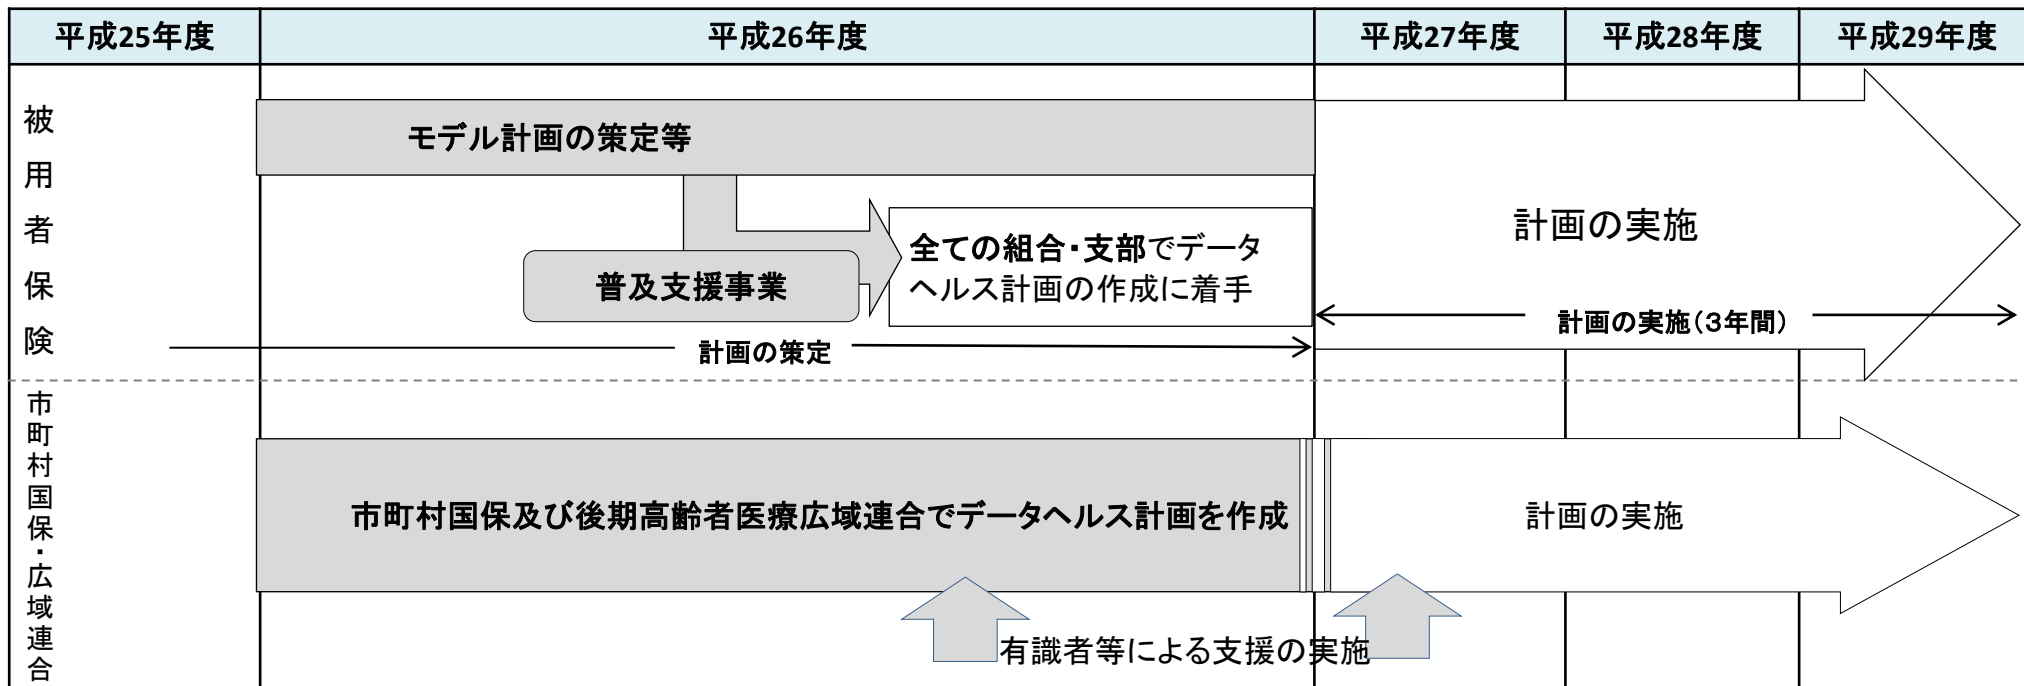 平成25年度
平成26年度
平成27年度
平成28年度
平成29年度
被用者保険
モデル計画の策定等
普及支援事業
全ての組合・支部でデータ
ヘルス計画の作成に着手
計画の実施
計画の策定
計画の実施(3年間)
市町村国保・広域連合
市町村国保及び後期高齢者医療広域連合でデータヘルス計画を作成
計画の実施
有識者等による支援の実施